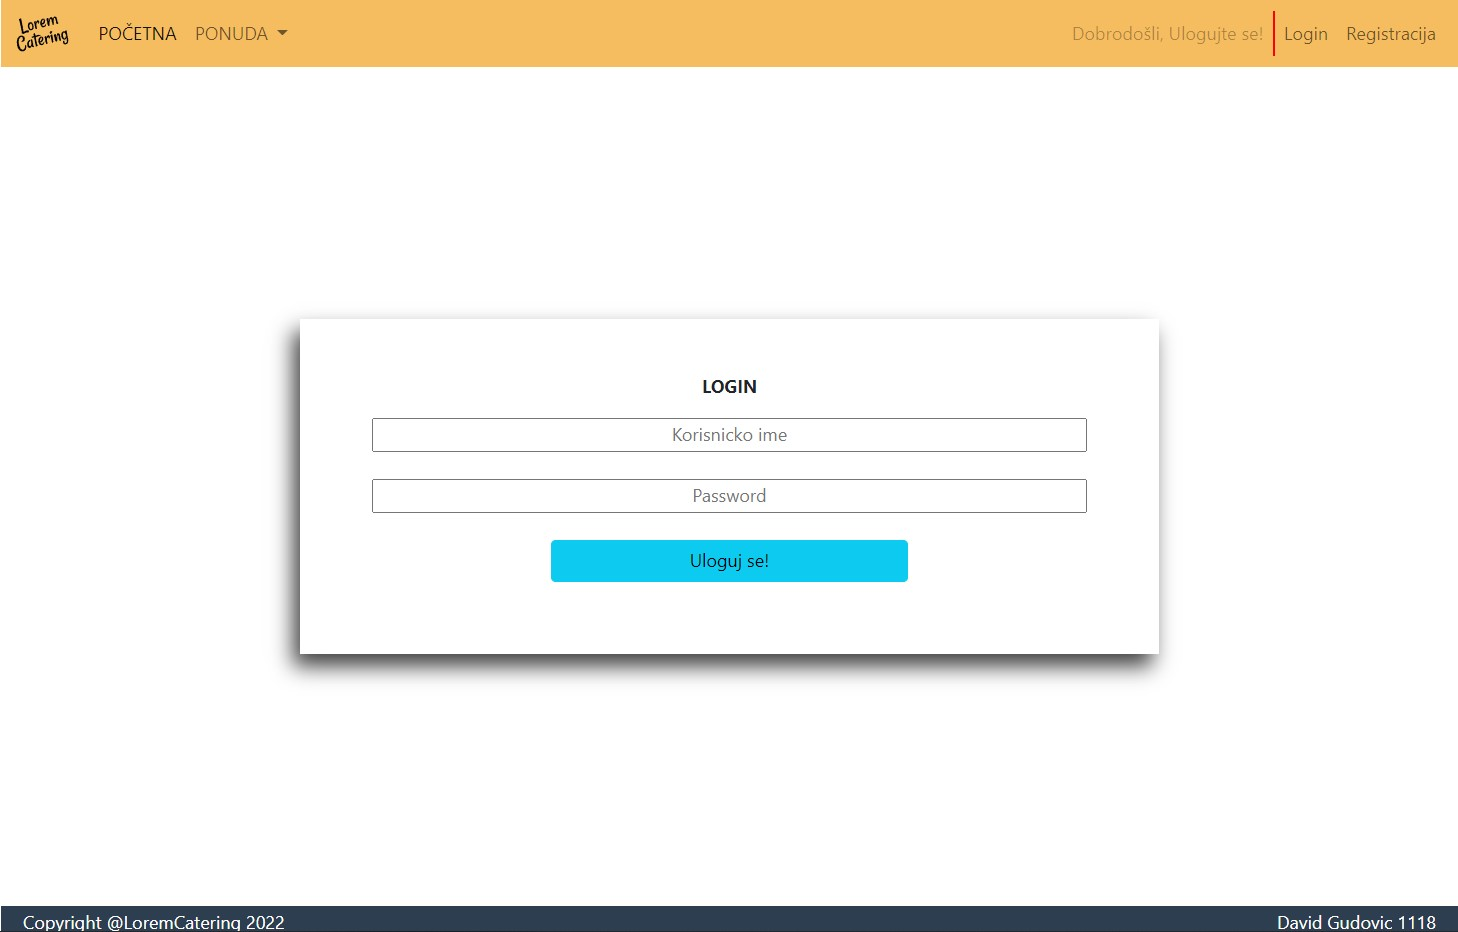 Lorem
Catering
POČETNA PONUDA Dobrodošli, Ulogujte se! Login Registracija
LOGIN
Korisnicko ime
Password
Uloguj se!
Copyright @LoremCatering 2022 David Gudovic 1118